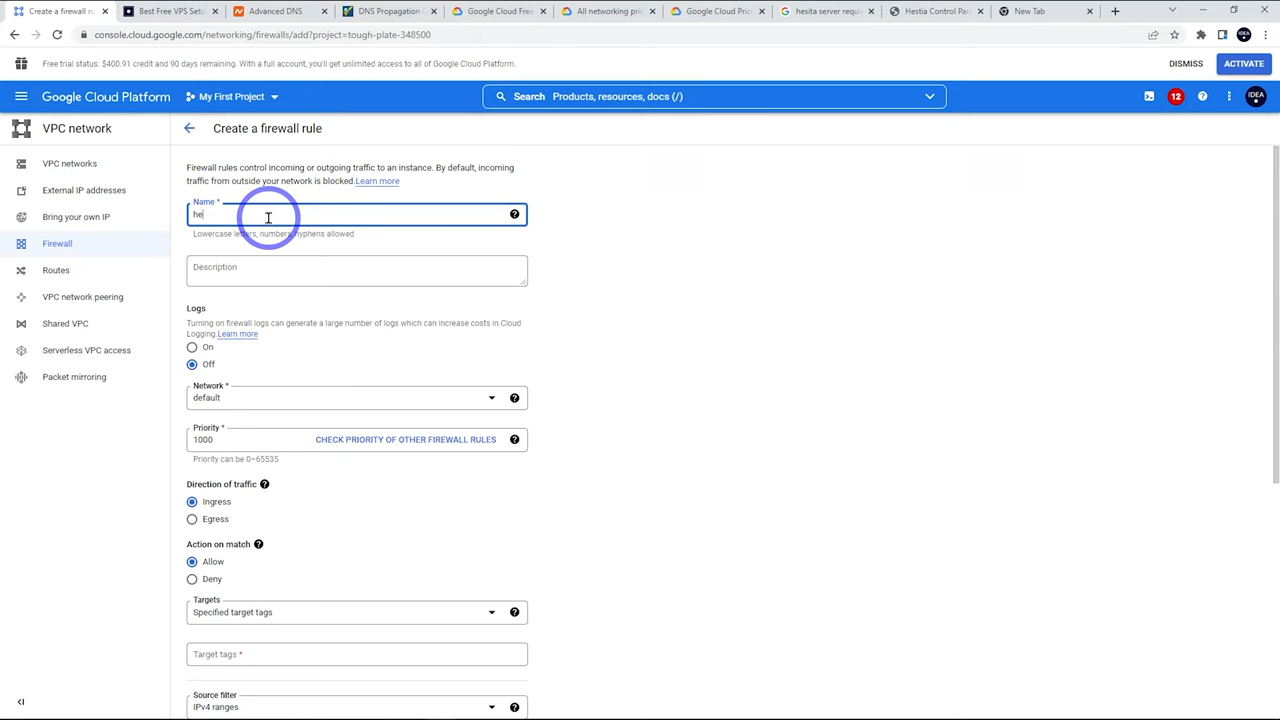 Create a firewall ru
Best Free VPS Setu
Advanced DNS
DNS Propagation C
Google Cloud Free
All networking pri
Google Cloud Prici
hesita server requi
Hestia Control Pan
New Tab
console.cloud.google.com/networking/firewalls/add?project=tough-plate-348500
IDEA
Free trial status: $400.91 credit and 90 days remaining. With a full account, you'll get unlimited access to all of Google Cloud Platform.
DISMISS
ACTIVATE
Google Cloud Platform
My First Project
Search Products, resources, docs (/)
12
IDEA
VPC network
Create a firewall rule
VPC networks
External IP addresses
Bring your own IP
Firewall
Routes
VPC network peering
Shared VPC
Serverless VPC access
Packet mirroring
Firewall rules control incoming or outgoing traffic to an instance. By default, incoming
traffic from outside your network is blocked. Learn more
Name *
he
Lowercase letters, numbers, hyphens allowed
Description
Logs
Turning on firewall logs can generate a large number of logs which can increase costs in Cloud
Logging. Learn more
On
Off
Network *
default
Priority *
1000
CHECK PRIORITY OF OTHER FIREWALL RULES
Priority can be 0–65535
Direction of traffic
Ingress
Egress
Action on match
Allow
Deny
Targets
Specified target tags
Target tags *
Source filter
IPv4 ranges